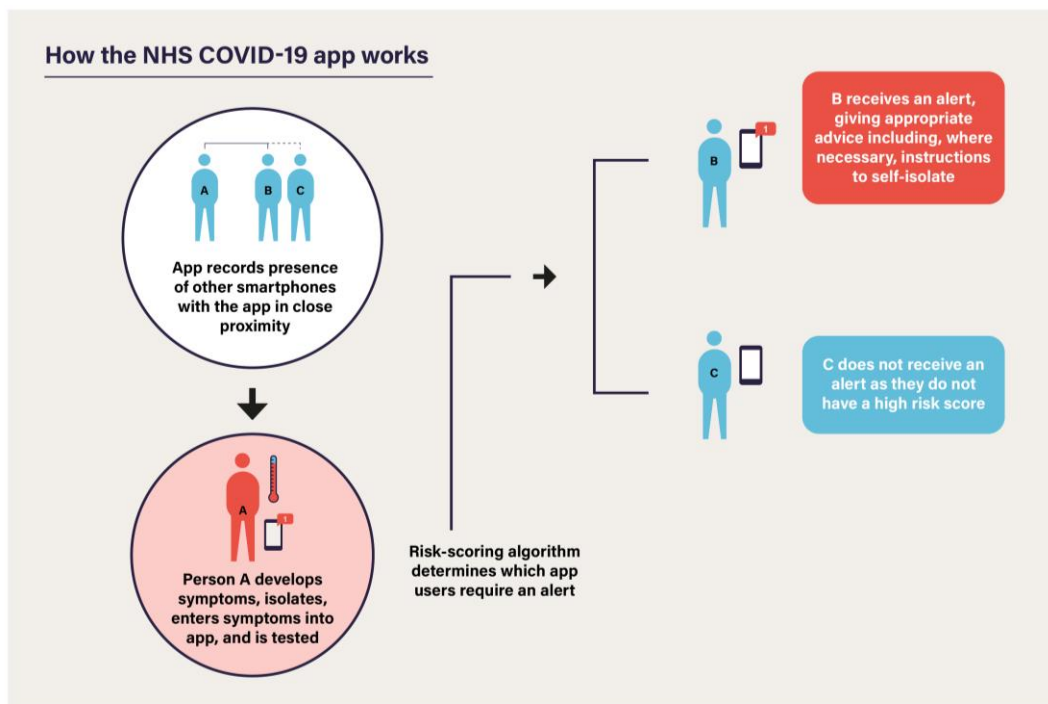 How the NHS COVID-19 app works
A
B
C
App records presence
of other smartphones
with the app in close
proximity
A
1
Person A develops
symptoms, isolates,
enters symptoms into
app, and is tested
Risk-scoring algorithm
determines which app
users require an alert
B
1
B receives an alert,
giving appropriate
advice including, where
necessary, instructions
to self-isolate
C
C does not receive an
alert as they do not
have a high risk score